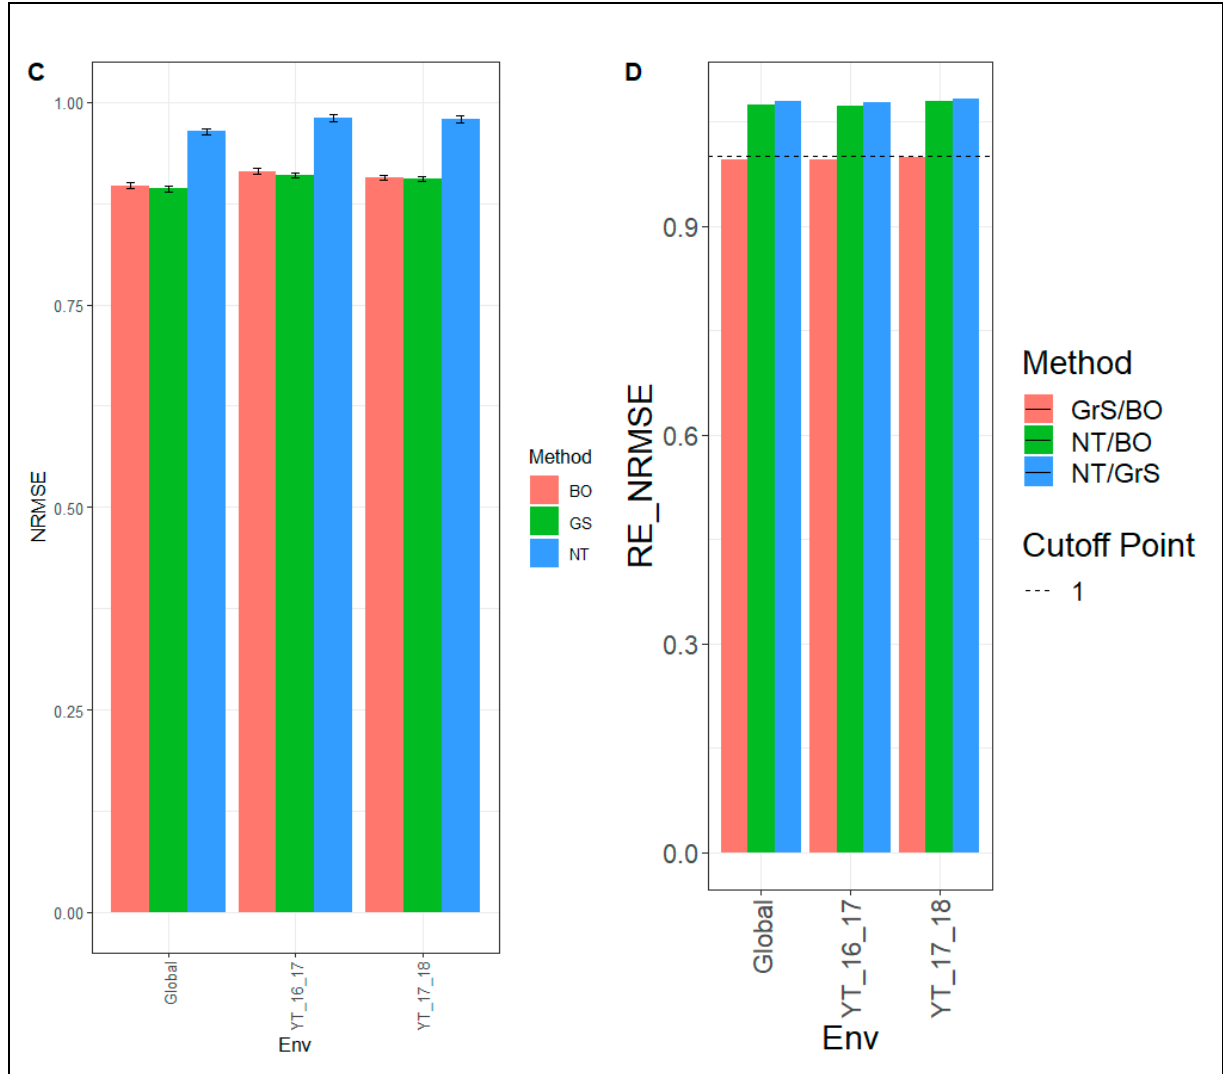 C
1.00
0.75
0.50
0.25
0.00
NRMSE
Global
YT_16_17
YT_17_18
Env
Method
BO
GS
NT
D
0.9
0.6
0.3
0.0
RE_NRMSE
Global
YT_16_17
YT_17_18
Env
Method
GrS/BO
NT/BO
NT/GrS
Cutoff Point
1